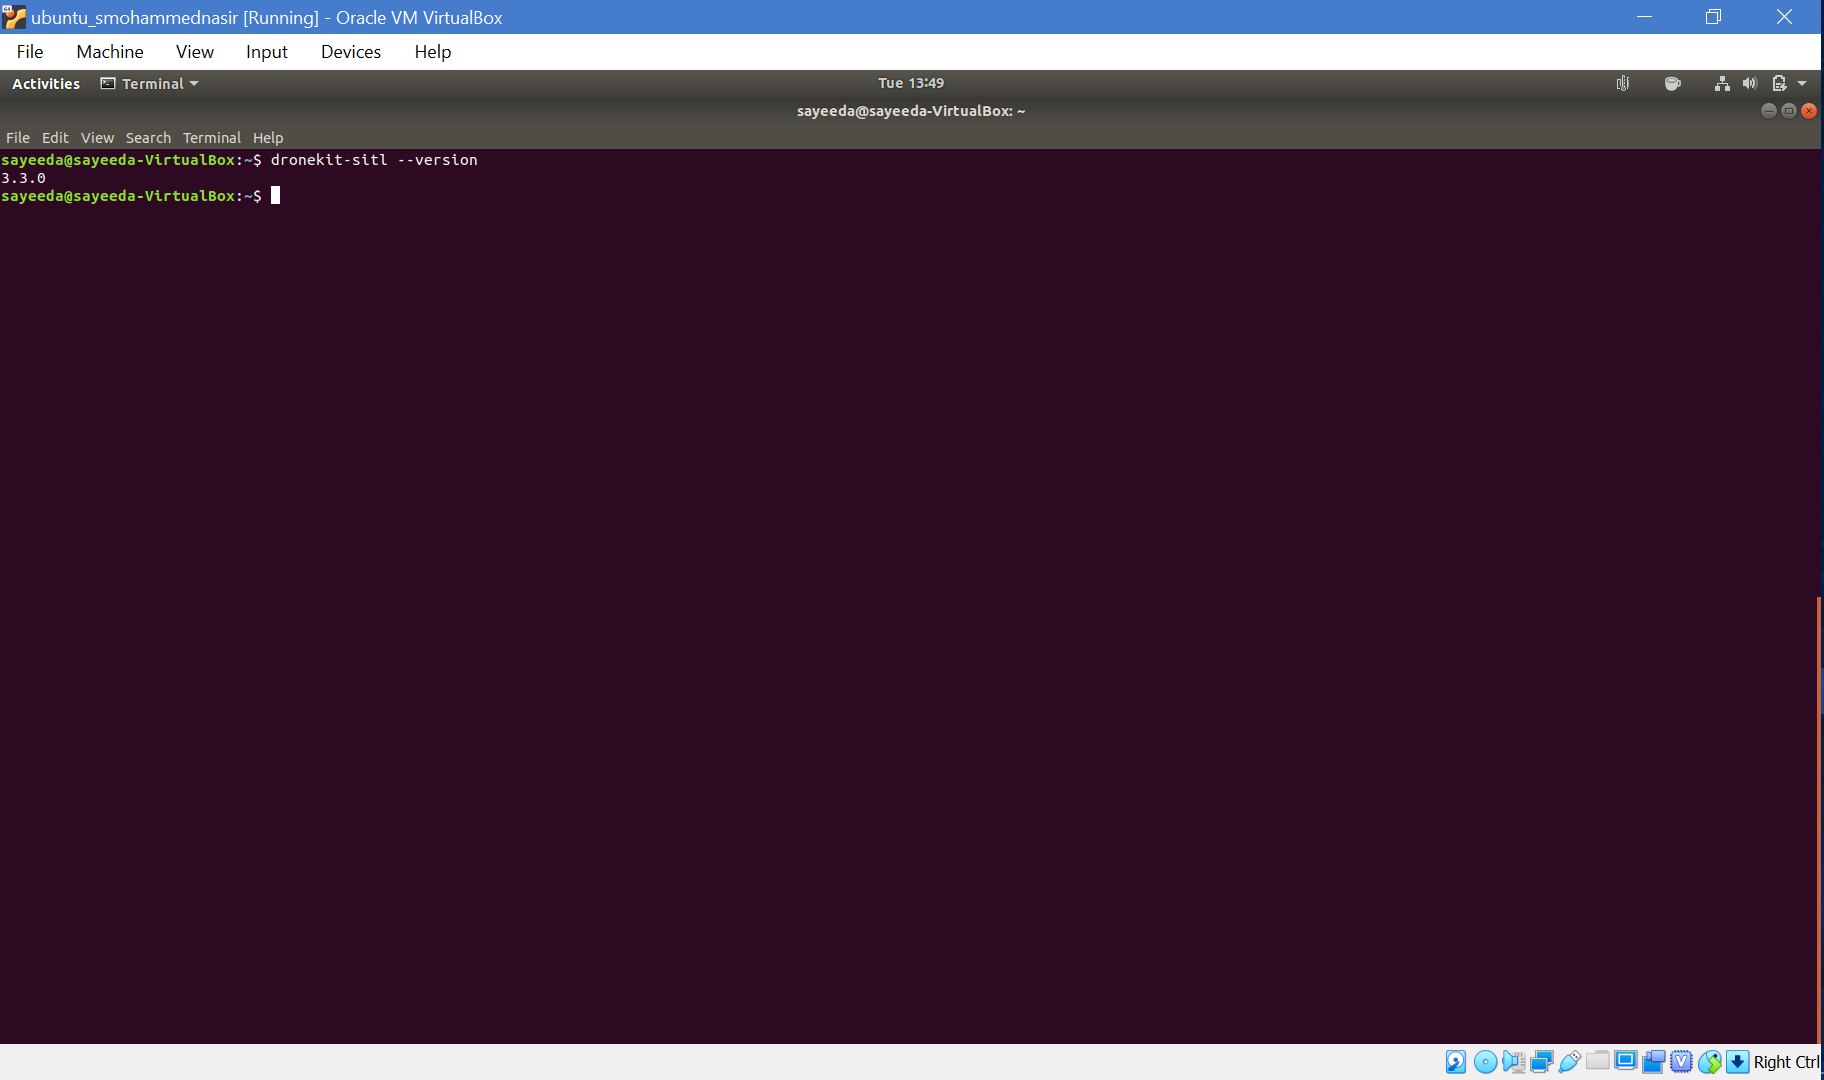 ubuntu_smohammednasir [Running] - Oracle VM VirtualBox
File Machine View Input Devices Help
Activities Terminal Tue 13:49
sayeeda@sayeeda-VirtualBox: ~
File Edit View Search Terminal Help
sayeeda@sayeeda-VirtualBox:~$ dronekit-sitl --version
3.3.0
sayeeda@sayeeda-VirtualBox:~$
Right Ctrl